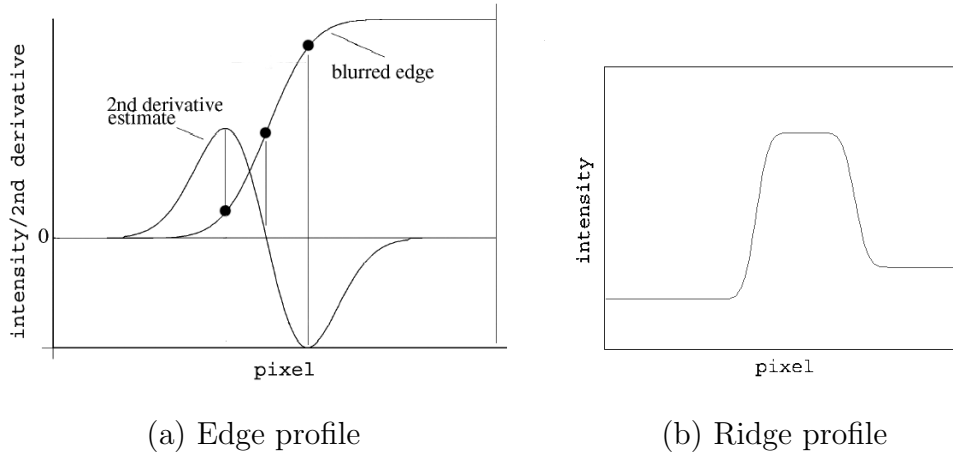 intensity/2nd derivative
2nd derivative
estimate
blurred edge
0
pixel
(a) Edge profile
intensity
pixel
(b) Ridge profile